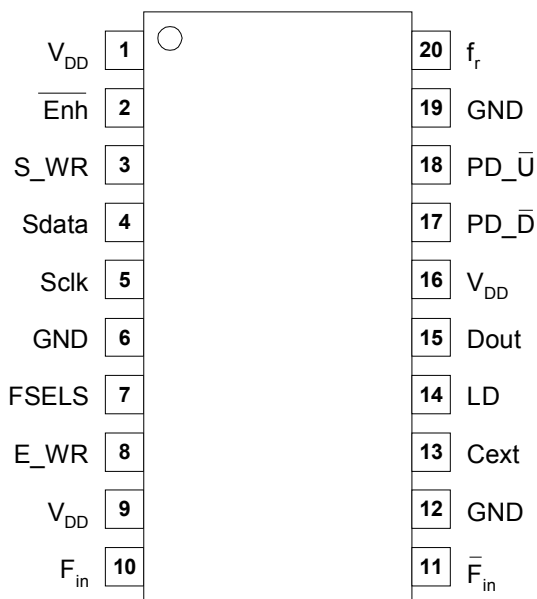 V_DD 1 20 f_r
E̅n̅h̅ 2 19 GND
S_WR 3 18 PD_U̅
Sdata 4 17 PD_D̅
Sclk 5 16 V_DD
GND 6 15 Dout
FSELS 7 14 LD
E_WR 8 13 Cext
V_DD 9 12 GND
F_in 10 11 F̅_in